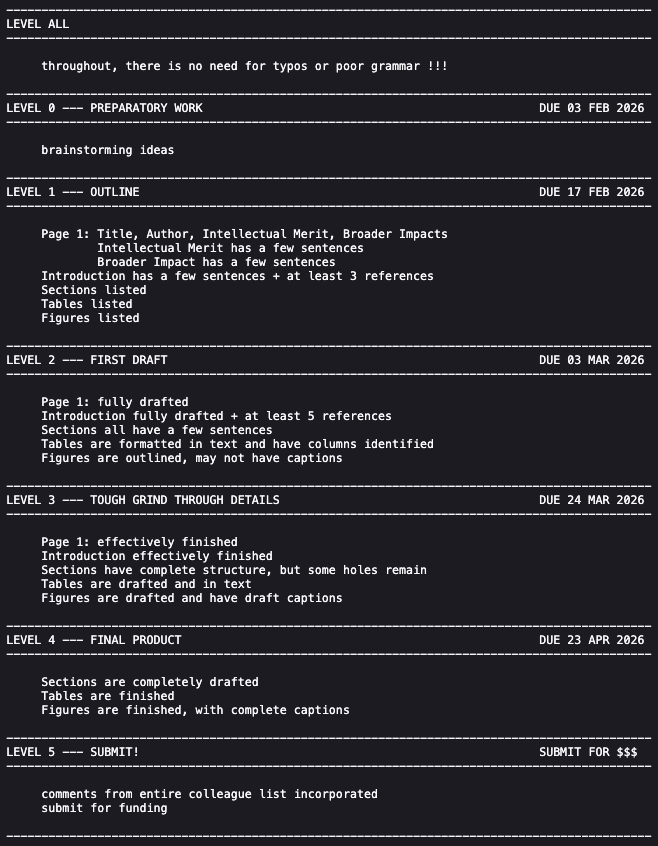 LEVEL ALL
throughout, there is no need for typos or poor grammar !!!
LEVEL 0 --- PREPARATORY WORK DUE 03 FEB 2026
brainstorming ideas
LEVEL 1 --- OUTLINE DUE 17 FEB 2026
Page 1: Title, Author, Intellectual Merit, Broader Impacts
Intellectual Merit has a few sentences
Broader Impact has a few sentences
Introduction has a few sentences + at least 3 references
Sections listed
Tables listed
Figures listed
LEVEL 2 --- FIRST DRAFT DUE 03 MAR 2026
Page 1: fully drafted
Introduction fully drafted + at least 5 references
Sections all have a few sentences
Tables are formatted in text and have columns identified
Figures are outlined, may not have captions
LEVEL 3 --- TOUGH GRIND THROUGH DETAILS DUE 24 MAR 2026
Page 1: effectively finished
Introduction effectively finished
Sections have complete structure, but some holes remain
Tables are drafted and in text
Figures are drafted and have draft captions
LEVEL 4 --- FINAL PRODUCT DUE 23 APR 2026
Sections are completely drafted
Tables are finished
Figures are finished, with complete captions
LEVEL 5 --- SUBMIT! SUBMIT FOR $$$
comments from entire colleague list incorporated
submit for funding